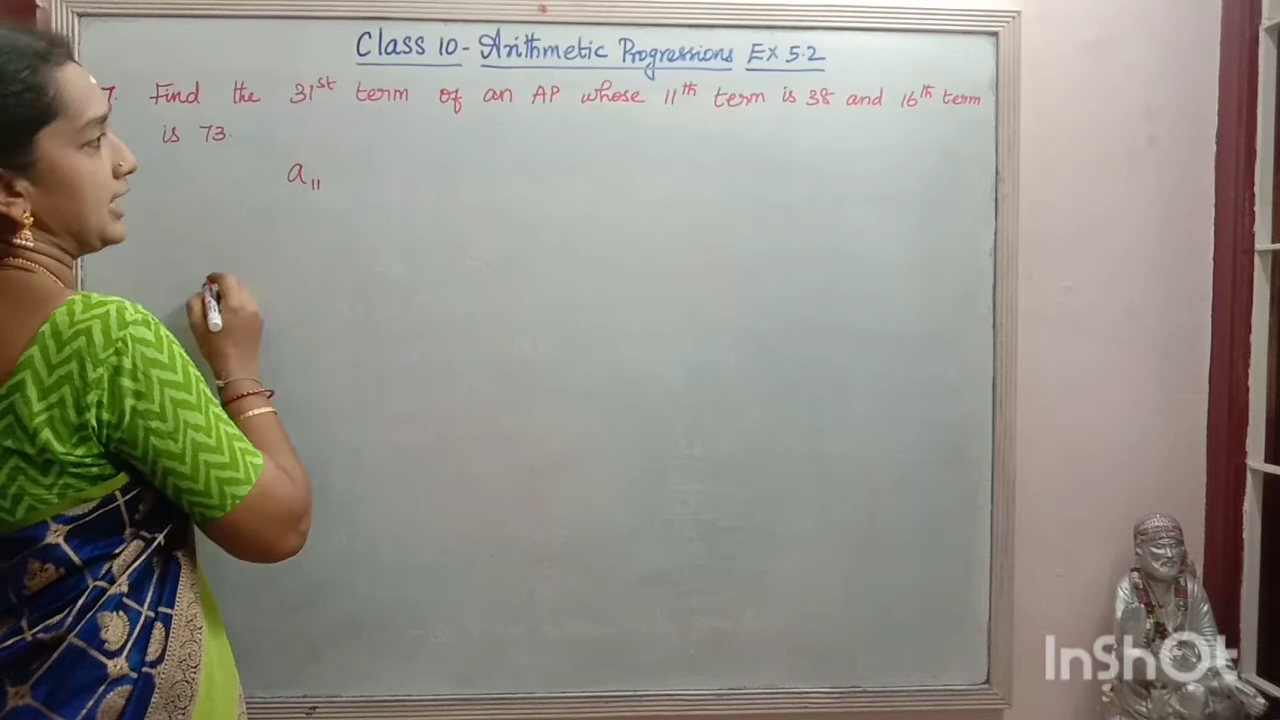 Class 10 - Arithmetic Progressions Ex 5.2
7. Find the 31st term of an AP whose 11th term is 38 and 16th term
is 73.
a11
InShOt